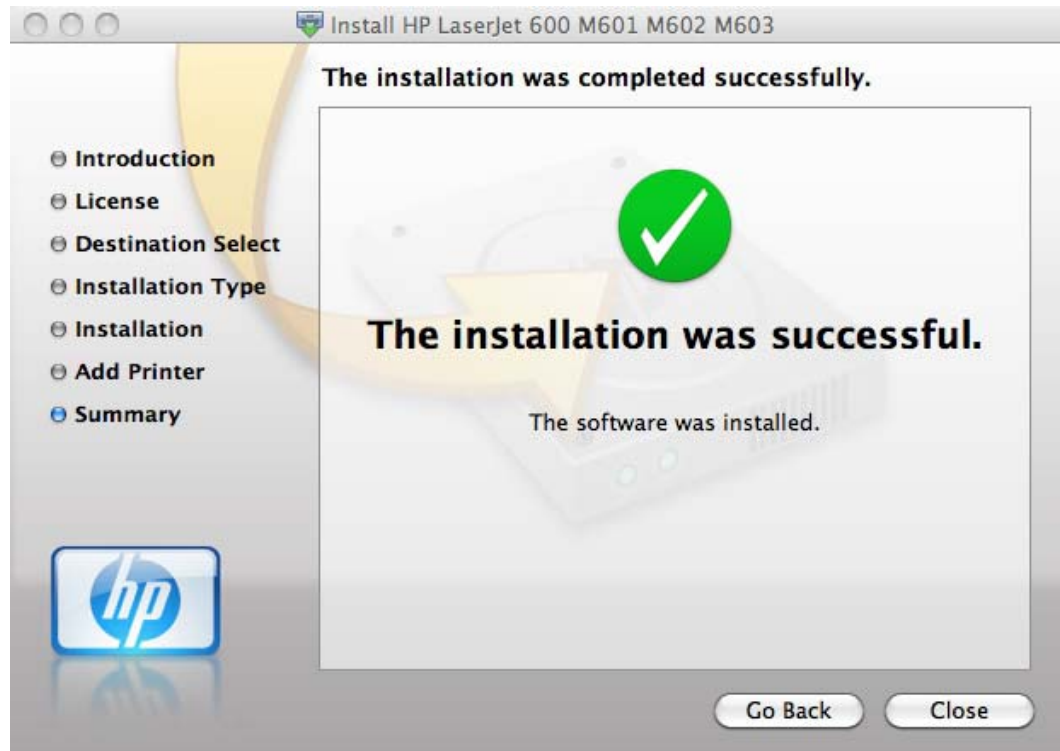 Install HP LaserJet 600 M601 M602 M603
The installation was completed successfully.
Introduction
License
Destination Select
Installation Type
Installation
Add Printer
Summary
The installation was successful.
The software was installed.
hp
Go Back
Close